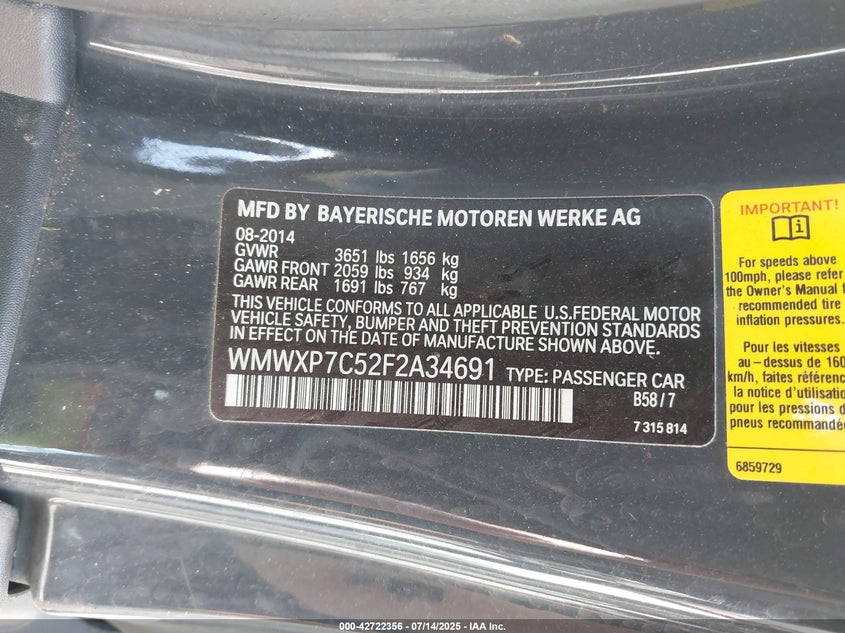 MFD BY BAYERISCHE MOTOREN WERKE AG
08-2014
GVWR 3651 lbs 1656 kg
GAWR FRONT 2059 lbs 934 kg
GAWR REAR 1691 lbs 767 kg
THIS VEHICLE CONFORMS TO ALL APPLICABLE U.S.FEDERAL MOTOR
VEHICLE SAFETY, BUMPER AND THEFT PREVENTION STANDARDS
IN EFFECT ON THE DATE OF MANUFACTURE SHOWN ABOVE.
WMWXP7C52F2A34691 TYPE: PASSENGER CAR
B58/7
7 315 814
IMPORTANT!
i
For speeds above
100mph, please refer
the Owner's Manual f
recommended tire
inflation pressures.
Pour les vitesses
au-dessus de 160
km/h, faites référenc
la notice d'utilisatio
pour les pressions d
pneus recommandé
6859729
000-42722356 - 07/14/2025 - IAA Inc.